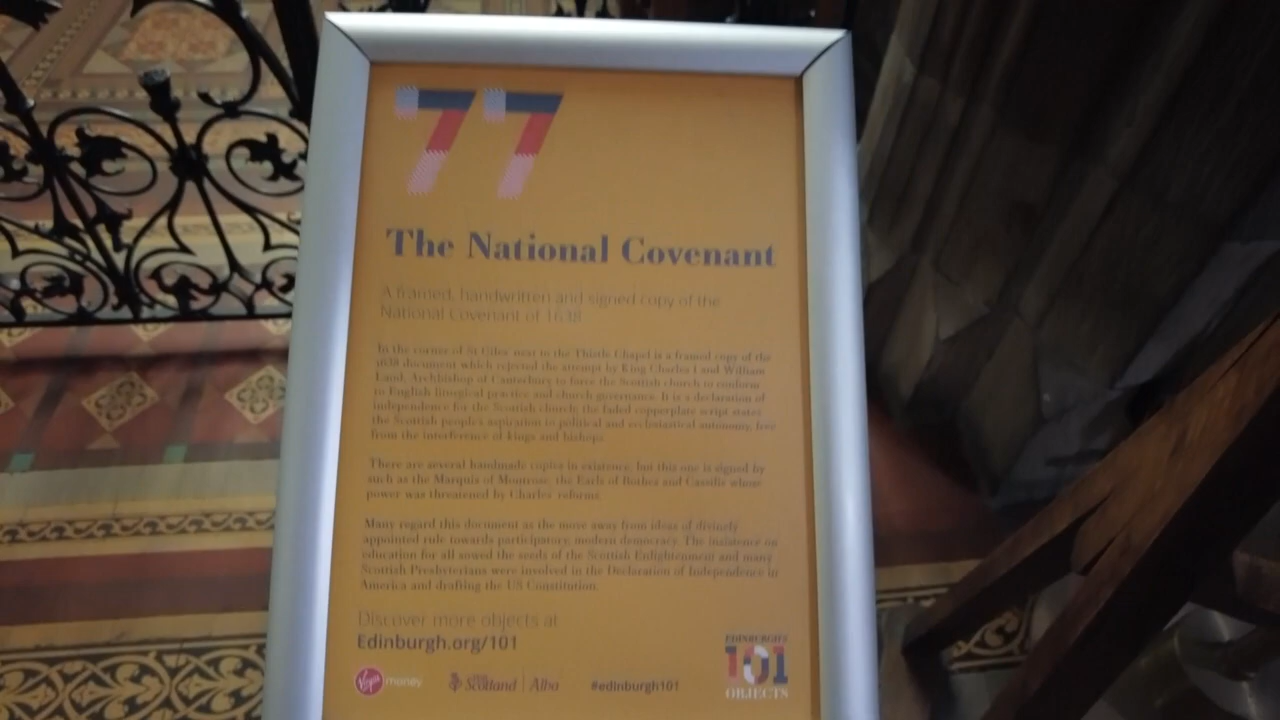 77
The National Covenant
A framed, handwritten and signed copy of the
National Covenant of 1638
In the corner of St Giles near to the Thistle Chapel is a framed copy of the
1638 document which rejected the attempt by King Charles I and William
Laud, Archbishop of Canterbury to force the Scottish church to conform
to English liturgical practice and church governance. It is a declaration of
independence for the Scottish church; the faded copperplate script states
the Scottish people's aspiration to political and ecclesiastical autonomy, free
from the interference of kings and bishops.
There are several handmade copies in existence, but this one is signed by
such as the Marquis of Montrose, the Earls of Rothes and Cassilis whose
power was threatened by Charles' reforms.
Many regard this document as the move away from ideas of divinely
appointed rule towards participatory, modern democracy. The insistence on
education for all sowed the seeds of the Scottish Enlightenment and many
Scottish Presbyterians were involved in the Declaration of Independence in
America and drafting the US Constitution.
Discover more objects at
Edinburgh.org/101
Virgin money
Scotland | Alba
#edinburgh101
EDINBURGH'S
101
OBJECTS